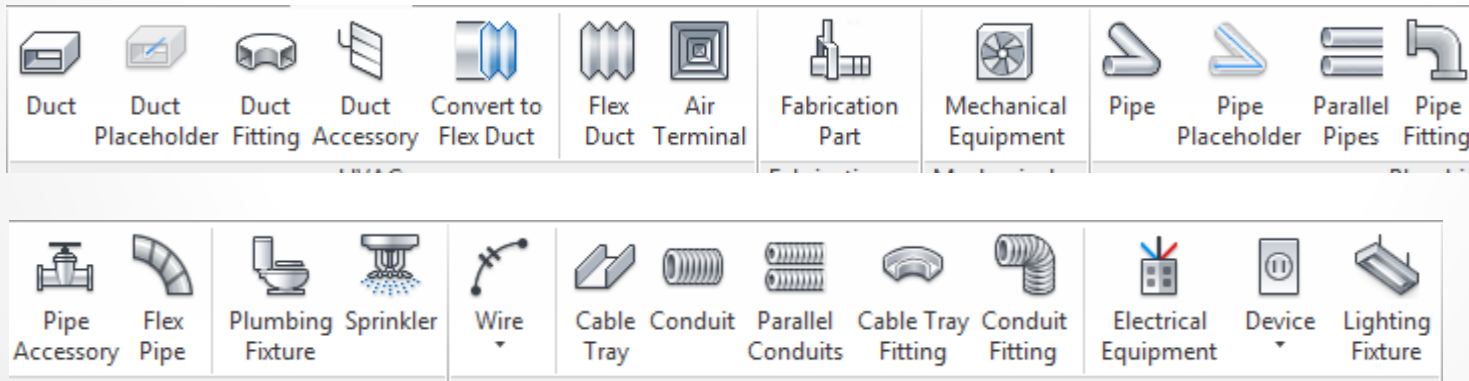 Duct Duct Duct Duct Convert to Flex Air Fabrication Mechanical Pipe Pipe Parallel Pipe
Placeholder Fitting Accessory Flex Duct Duct Terminal Part Equipment Placeholder Pipes Fitting
Pipe Flex Plumbing Sprinkler Wire Cable Conduit Parallel Cable Tray Conduit Electrical Device Lighting
Accessory Pipe Fixture Tray Conduits Fitting Fitting Equipment Fixture